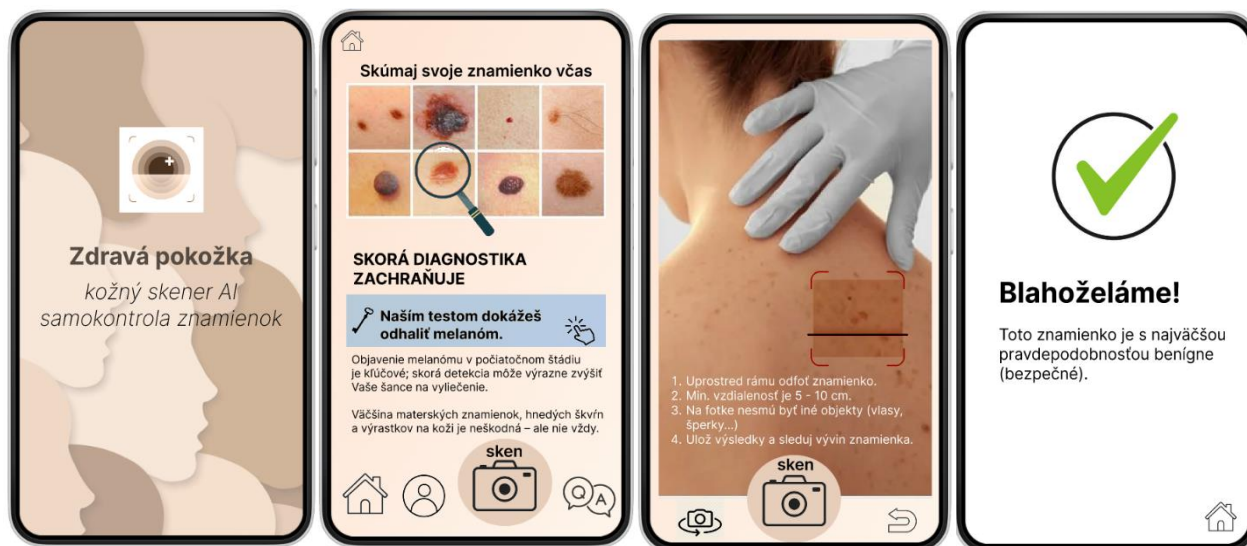 Zdravá pokožka
kožný skener AI
samokontrola znamienok
Skúmaj svoje znamienko včas
SKORÁ DIAGNOSTIKA
ZACHRAŇUJE
Naším testom dokážeš
odhaliť melanóm.
Objavenie melanómu v počiatočnom štádiu
je kľúčové; skorá detekcia môže výrazne zvýšiť
Vaše šance na vyliečenie.
Väčšina materských znamienok, hnedých škvŕn
a výrastkov na koži je neškodná – ale nie vždy.
sken
Q A
1. Uprostred rámu odfoť znamienko.
2. Min. vzdialenosť je 5 - 10 cm.
3. Na fotke nesmú byť iné objekty (vlasy,
šperky...)
4. Ulož výsledky a sleduj vývin znamienka.
sken
Blahoželáme!
Toto znamienko je s najväčšou
pravdepodobnosťou benígne
(bezpečné).